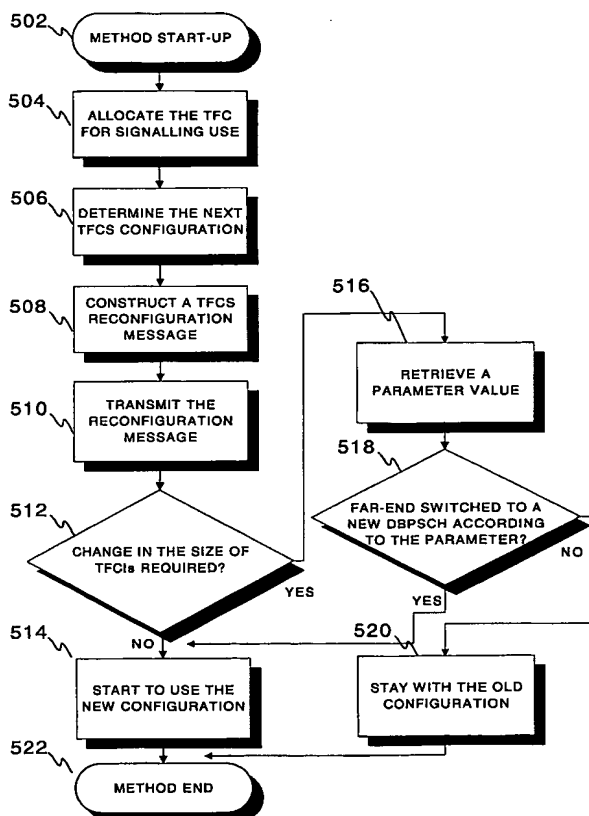 502
METHOD START-UP
504
ALLOCATE THE TFC
FOR SIGNALLING USE
506
DETERMINE THE NEXT
TFCS CONFIGURATION
508
CONSTRUCT A TFCS
RECONFIGURATION
MESSAGE
510
TRANSMIT THE
RECONFIGURATION
MESSAGE
512
CHANGE IN THE SIZE OF
TFCIs REQUIRED?
YES
NO
514
START TO USE THE
NEW CONFIGURATION
522
METHOD END
516
RETRIEVE A
PARAMETER VALUE
518
FAR-END SWITCHED TO A
NEW DBPSCH ACCORDING
TO THE PARAMETER?
NO
YES
520
STAY WITH THE OLD
CONFIGURATION